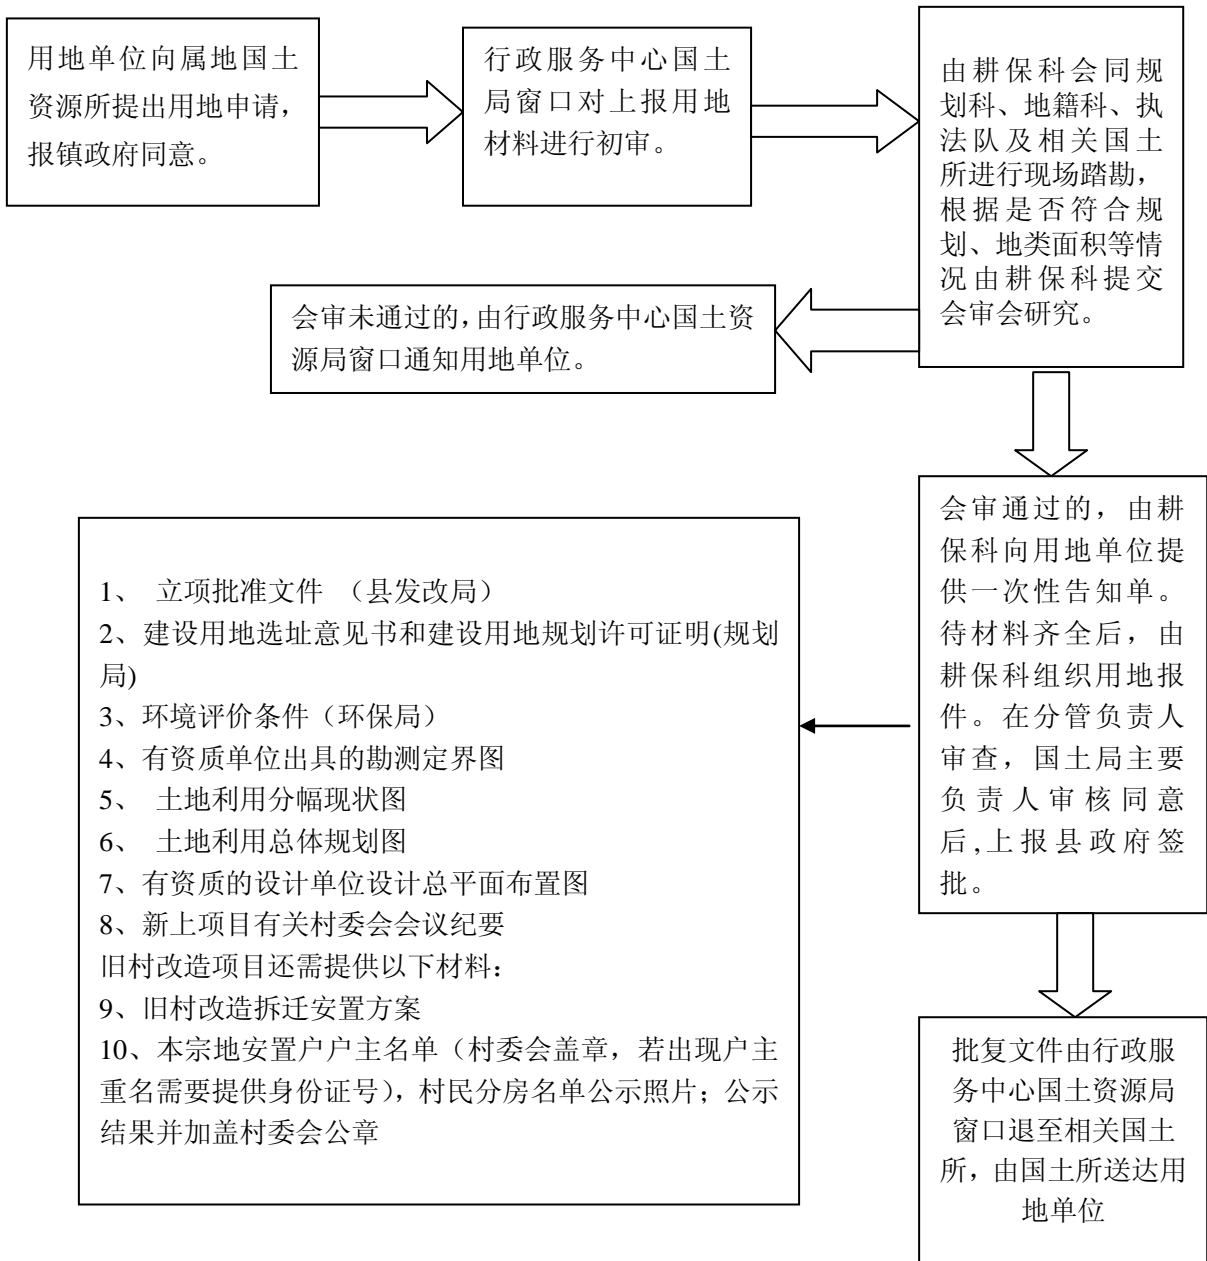 用地单位向属地国土
资源所提出用地申请,
报镇政府同意。
行政服务中心国土
局窗口对上报用地
材料进行初审。
由耕保科会同规
划科、地籍科、执
法队及相关国土
所进行现场踏勘,
根据是否符合规
划、地类面积等情
况由耕保科提交
会审会研究。
会审未通过的,由行政服务中心国土资
源局窗口通知用地单位。
会审通过的，由耕
保科向用地单位提
供一次性告知单。
待材料齐全后，由
耕保科组织用地报
件。在分管负责人
审查，国土局主要
负责人审核同意
后,上报县政府签
批。
1、 立项批准文件 （县发改局）
2、建设用地选址意见书和建设用地规划许可证明(规划
局)
3、环境评价条件（环保局）
4、有资质单位出具的勘测定界图
5、 土地利用分幅现状图
6、 土地利用总体规划图
7、有资质的设计单位设计总平面布置图
8、新上项目有关村委会会议纪要
旧村改造项目还需提供以下材料：
9、旧村改造拆迁安置方案
10、本宗地安置户户主名单（村委会盖章，若出现户主
重名需要提供身份证号），村民分房名单公示照片；公示
结果并加盖村委会公章
批复文件由行政服
务中心国土资源局
窗口退至相关国土
所，由国土所送达用
地单位